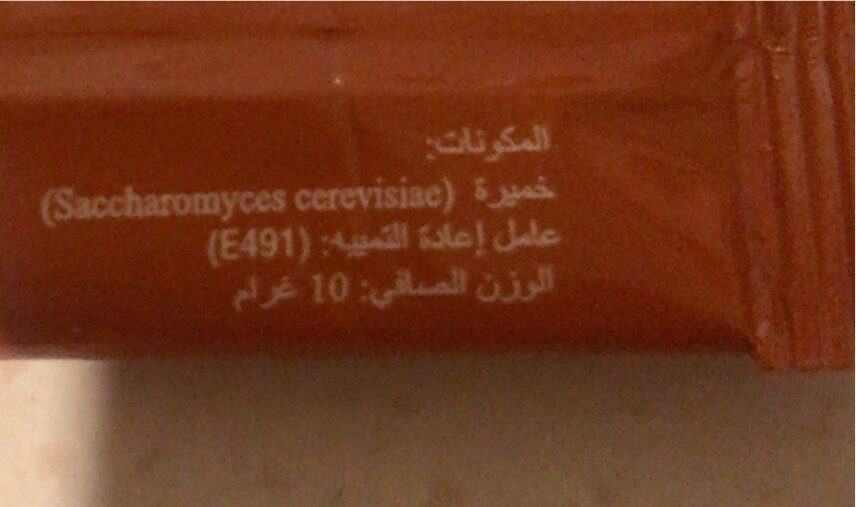 المكونات:
خميرة (Saccharomyces cerevisiae)
عامل إعادة التمييه: (E491)
الوزن الصافي: 10 غرام